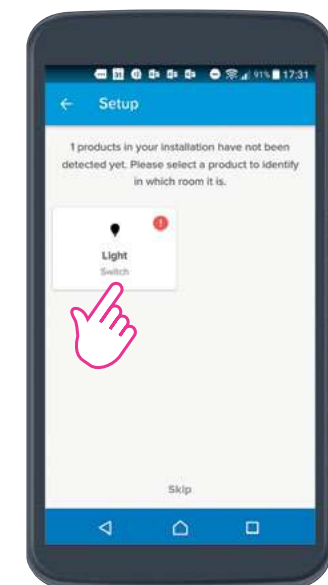 91% 17:31
Setup
1 products in your installation have not been
detected yet. Please select a product to identify
in which room it is.
Light
Switch
Skip